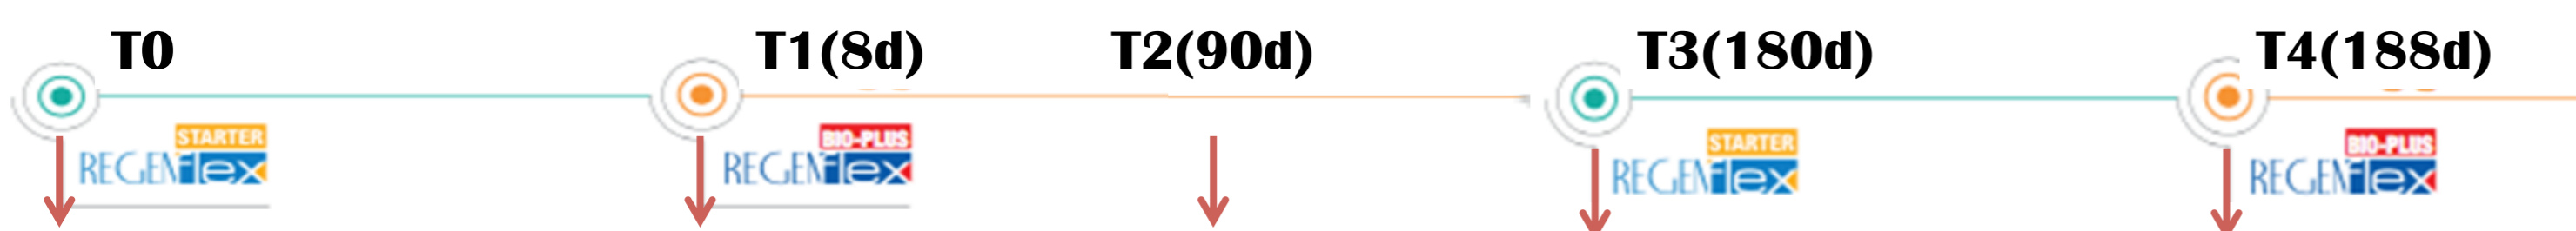 T0 T1(8d) T2(90d) T3(180d) T4(188d)
STARTER BIO-PLUS STARTER BIO-PLUS
REGENflex REGENflex REGENflex REGENflex